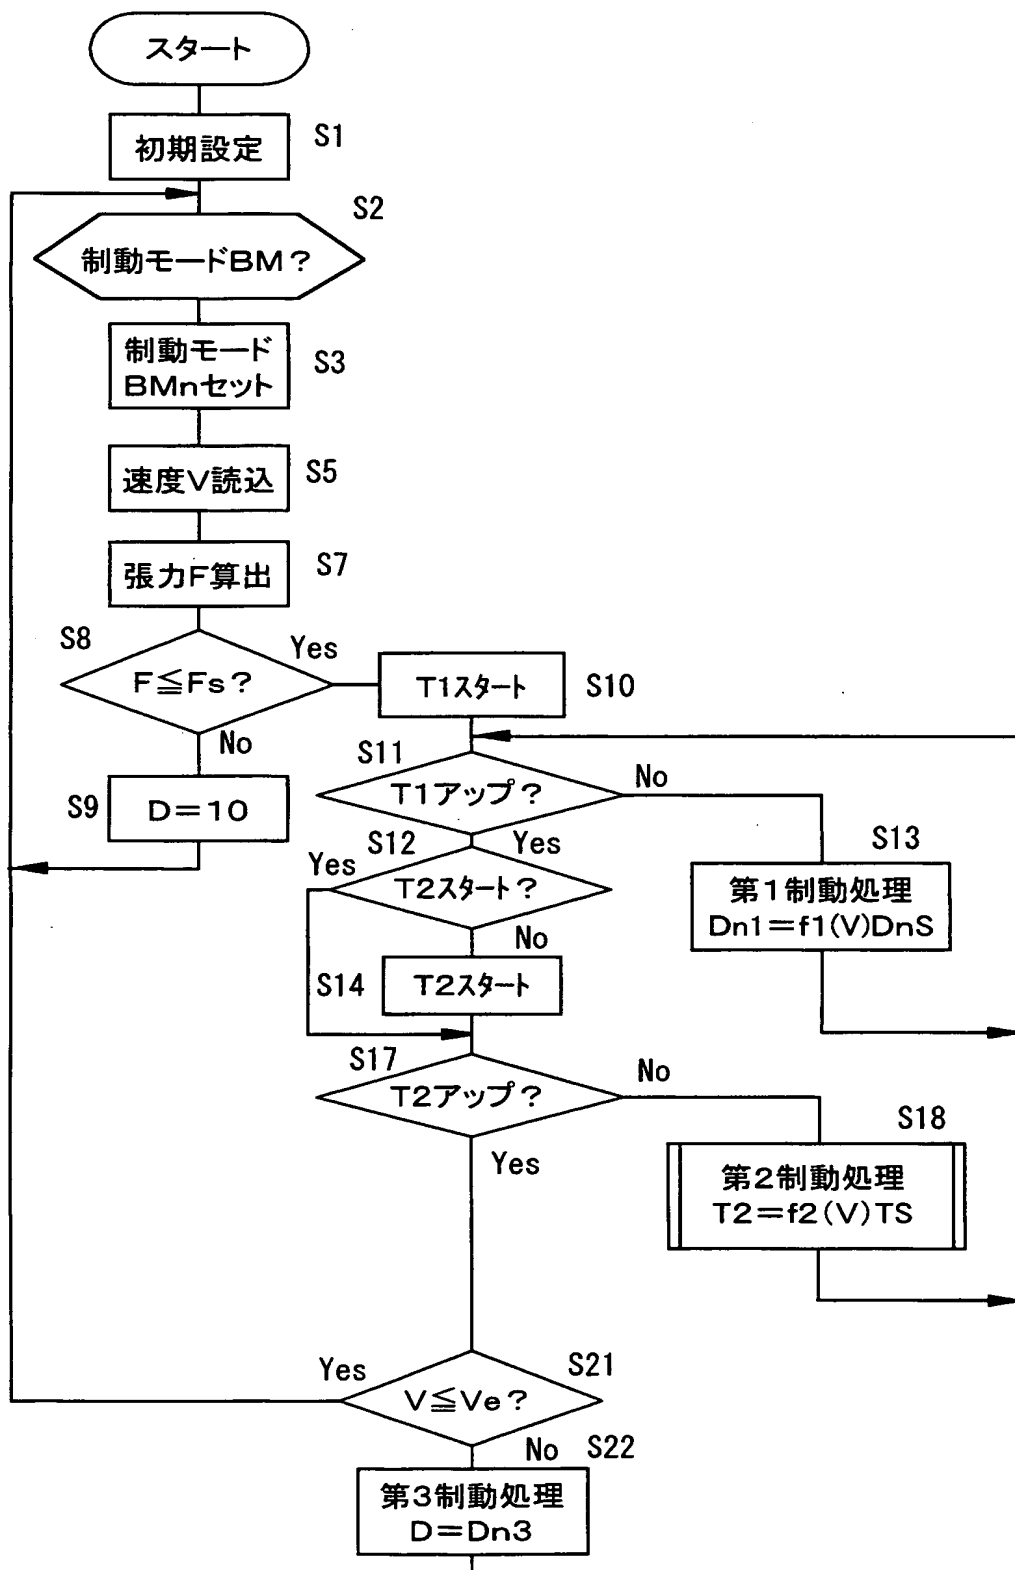 スタート
初期設定
S1
S2
制動モードBM?
制動モード
BMnセット
S3
速度V読込
S5
張力F算出
S7
S8
F≦Fs?
Yes
No
T1スタート
S10
S9
D=10
S11
T1アップ?
No
Yes
S13
第1制動処理
Dn1=f1(V)DnS
S12
Yes
T2スタート?
No
S14
T2スタート
S17
T2アップ?
No
Yes
S18
第2制動処理
T2=f2(V)TS
Yes
S21
V≦Ve?
No
S22
第3制動処理
D=Dn3